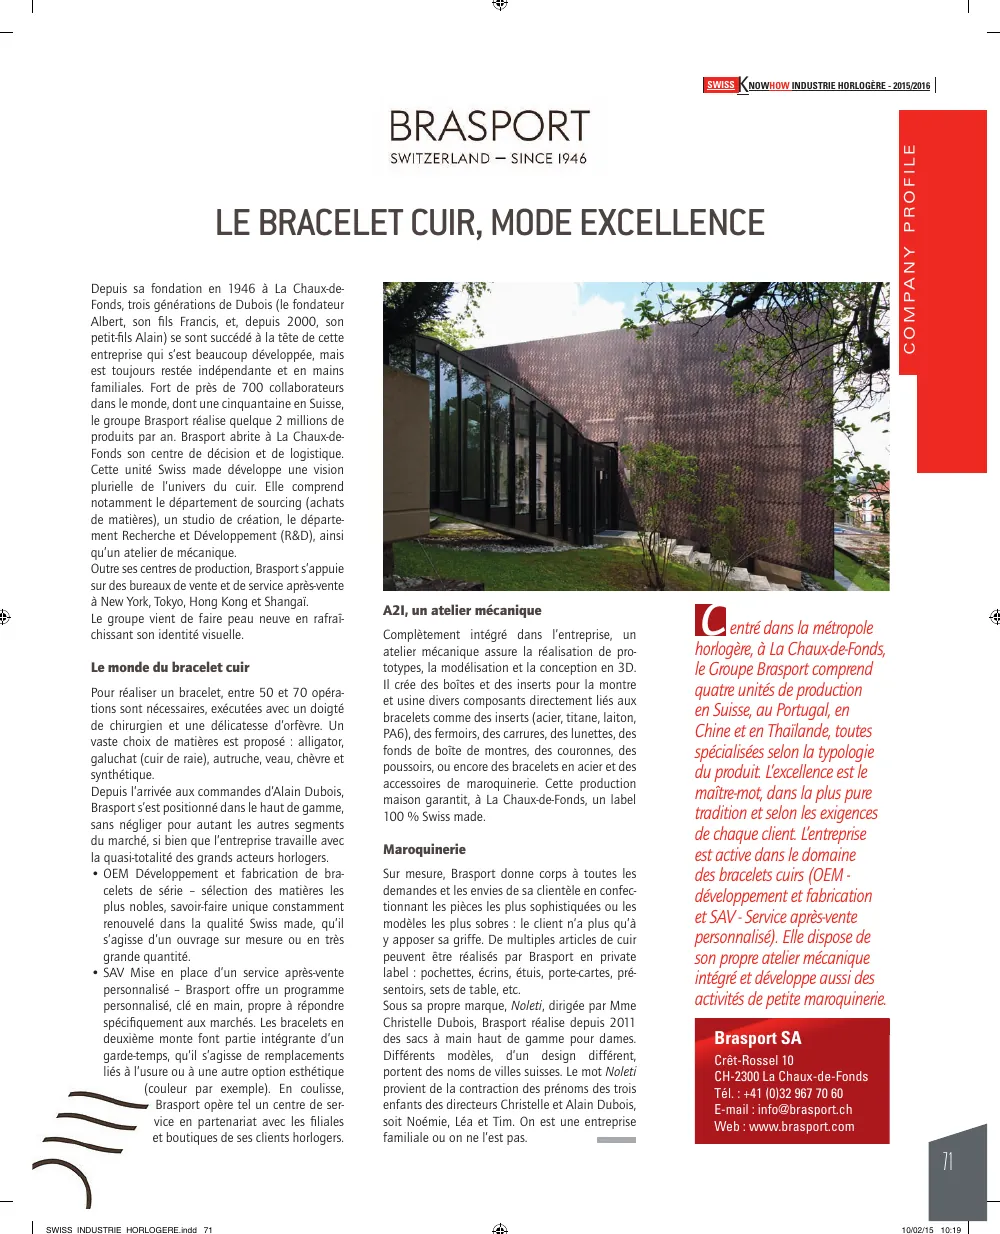 SWISS KNOWHOW INDUSTRIE HORLOGÈRE - 2015/2016
COMPANY PROFILE
BRASPORT
SWITZERLAND — SINCE 1946
LE BRACELET CUIR, MODE EXCELLENCE
Depuis sa fondation en 1946 à La Chaux-de-
Fonds, trois générations de Dubois (le fondateur
Albert, son fils Francis, et, depuis 2000, son
petit-fils Alain) se sont succédé à la tête de cette
entreprise qui s'est beaucoup développée, mais
est toujours restée indépendante et en mains
familiales. Fort de près de 700 collaborateurs
dans le monde, dont une cinquantaine en Suisse,
le groupe Brasport réalise quelque 2 millions de
produits par an. Brasport abrite à La Chaux-de-
Fonds son centre de décision et de logistique.
Cette unité Swiss made développe une vision
plurielle de l'univers du cuir. Elle comprend
notamment le département de sourcing (achats
de matières), un studio de création, le départe-
ment Recherche et Développement (R&D), ainsi
qu'un atelier de mécanique.
Outre ses centres de production, Brasport s'appuie
sur des bureaux de vente et de service après-vente
à New York, Tokyo, Hong Kong et Shangaï.
Le groupe vient de faire peau neuve en rafraî-
chissant son identité visuelle.
Le monde du bracelet cuir
Pour réaliser un bracelet, entre 50 et 70 opéra-
tions sont nécessaires, exécutées avec un doigté
de chirurgien et une délicatesse d'orfèvre. Un
vaste choix de matières est proposé : alligator,
galuchat (cuir de raie), autruche, veau, chèvre et
synthétique.
Depuis l'arrivée aux commandes d'Alain Dubois,
Brasport s'est positionné dans le haut de gamme,
sans négliger pour autant les autres segments
du marché, si bien que l'entreprise travaille avec
la quasi-totalité des grands acteurs horlogers.
• OEM Développement et fabrication de bra-
celets de série – sélection des matières les
plus nobles, savoir-faire unique constamment
renouvelé dans la qualité Swiss made, qu'il
s'agisse d'un ouvrage sur mesure ou en très
grande quantité.
• SAV Mise en place d'un service après-vente
personnalisé – Brasport offre un programme
personnalisé, clé en main, propre à répondre
spécifiquement aux marchés. Les bracelets en
deuxième monte font partie intégrante d'un
garde-temps, qu'il s'agisse de remplacements
liés à l'usure ou à une autre option esthétique
(couleur par exemple). En coulisse,
Brasport opère tel un centre de ser-
vice en partenariat avec les filiales
et boutiques de ses clients horlogers.
A2I, un atelier mécanique
Complètement intégré dans l'entreprise, un
atelier mécanique assure la réalisation de pro-
totypes, la modélisation et la conception en 3D.
Il crée des boîtes et des inserts pour la montre
et usine divers composants directement liés aux
bracelets comme des inserts (acier, titane, laiton,
PA6), des fermoirs, des carrures, des lunettes, des
fonds de boîte de montres, des couronnes, des
poussoirs, ou encore des bracelets en acier et des
accessoires de maroquinerie. Cette production
maison garantit, à La Chaux-de-Fonds, un label
100 % Swiss made.
Maroquinerie
Sur mesure, Brasport donne corps à toutes les
demandes et les envies de sa clientèle en confec-
tionnant les pièces les plus sophistiquées ou les
modèles les plus sobres : le client n'a plus qu'à
y apposer sa griffe. De multiples articles de cuir
peuvent être réalisés par Brasport en private
label : pochettes, écrins, étuis, porte-cartes, pré-
sentoirs, sets de table, etc.
Sous sa propre marque, Noleti, dirigée par Mme
Christelle Dubois, Brasport réalise depuis 2011
des sacs à main haut de gamme pour dames.
Différents modèles, d'un design différent,
portent des noms de villes suisses. Le mot Noleti
provient de la contraction des prénoms des trois
enfants des directeurs Christelle et Alain Dubois,
soit Noémie, Léa et Tim. On est une entreprise
familiale ou on ne l'est pas.
Centré dans la métropole
horlogère, à La Chaux-de-Fonds,
le Groupe Brasport comprend
quatre unités de production
en Suisse, au Portugal, en
Chine et en Thaïlande, toutes
spécialisées selon la typologie
du produit. L'excellence est le
maître-mot, dans la plus pure
tradition et selon les exigences
de chaque client. L'entreprise
est active dans le domaine
des bracelets cuirs (OEM -
développement et fabrication
et SAV - Service après-vente
personnalisé). Elle dispose de
son propre atelier mécanique
intégré et développe aussi des
activités de petite maroquinerie.
Brasport SA
Crêt-Rossel 10
CH-2300 La Chaux-de-Fonds
Tél. : +41 (0)32 967 70 60
E-mail : info@brasport.ch
Web : www.brasport.com
71
SWISS_INDUSTRIE_HORLOGERE.indd 71
10/02/15 10:19